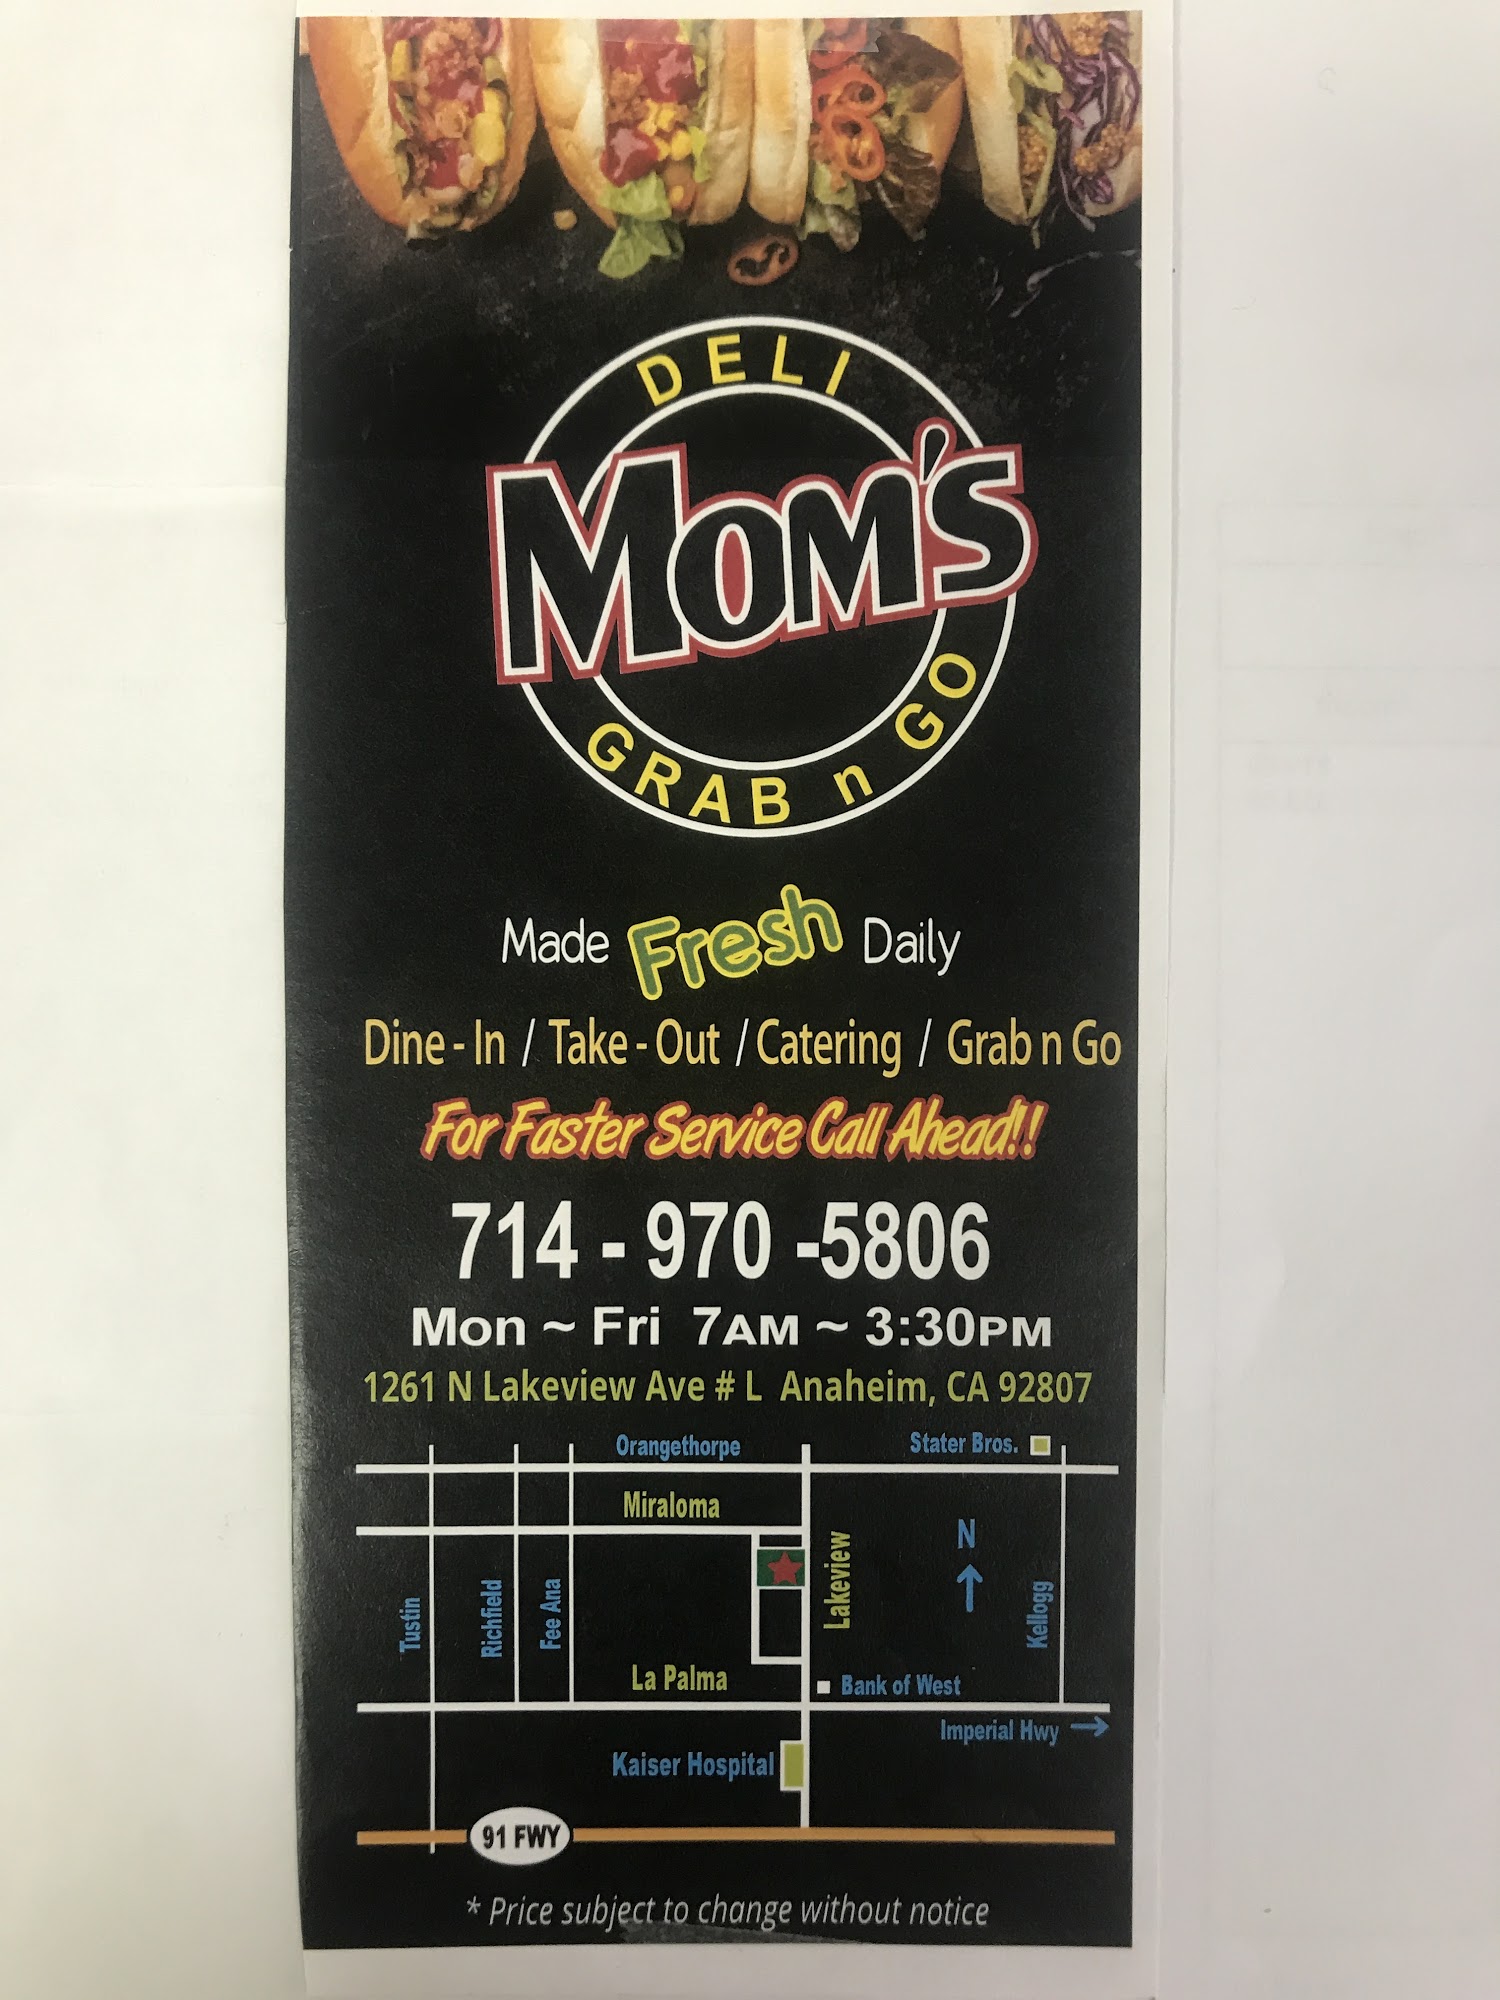 DELI
MOM'S
GRAB n GO
Made Fresh Daily
Dine - In / Take - Out / Catering / Grab n Go
For Faster Service Call Ahead!!
714 - 970 -5806
Mon ~ Fri 7AM ~ 3:30PM
1261 N Lakeview Ave # L Anaheim, CA 92807
Orangethorpe
Stater Bros.
Miraloma
N
Lakeview
Tustin
Richfield
Fee Ana
Kellogg
La Palma
Bank of West
Imperial Hwy
Kaiser Hospital
91 FWY
* Price subject to change without notice